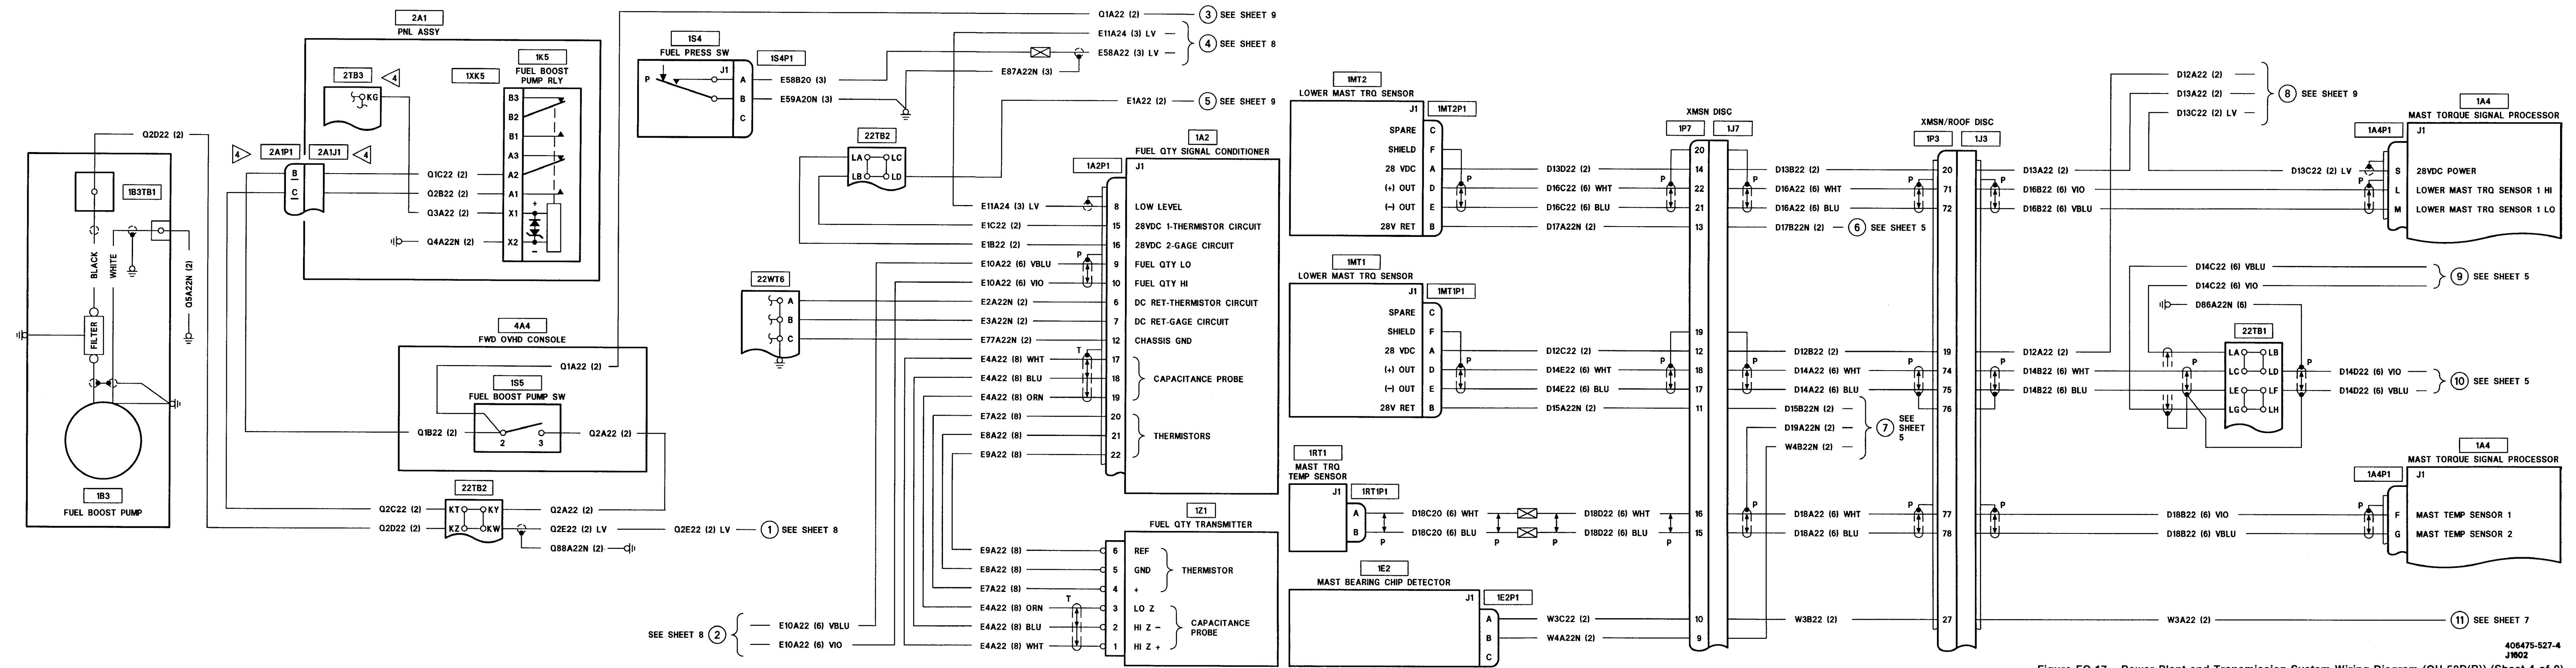 2A1
PNL ASSY
2TB3
4
KG
1XK5
1K5
FUEL BOOST
PUMP RLY
B3
B2
B1
A3
A2
A1
X1
X2
+
−
Q2D22 (2)
4
2A1P1
2A1J1
4
B
C
Q1C22 (2)
Q2B22 (2)
Q3A22 (2)
Q4A22N (2)
1B3TB1
BLACK
WHITE
Q5A22N (2)
FILTER
1B3
FUEL BOOST PUMP
4A4
FWD OVHD CONSOLE
Q1A22 (2)
1S5
FUEL BOOST PUMP SW
Q1B22 (2)
2
3
Q2A22 (2)
22TB2
KT
KY
KZ
KW
Q2C22 (2)
Q2D22 (2)
Q2A22 (2)
Q2E22 (2) LV
Q2E22 (2) LV
1
SEE SHEET 8
Q88A22N (2)
1S4
FUEL PRESS SW
1S4P1
P
J1
A
B
C
E58B20 (3)
E59A20N (3)
Q1A22 (2)
3
SEE SHEET 9
E11A24 (3) LV
E58A22 (3) LV
4
SEE SHEET 8
E87A22N (3)
E1A22 (2)
5
SEE SHEET 9
22TB2
LA
LC
LB
LD
1A2
FUEL QTY SIGNAL CONDITIONER
1A2P1
J1
E11A24 (3) LV
8
LOW LEVEL
E1C22 (2)
15
28VDC 1-THERMISTOR CIRCUIT
E1B22 (2)
16
28VDC 2-GAGE CIRCUIT
P
E10A22 (6) VBLU
9
FUEL QTY LO
E10A22 (6) VIO
10
FUEL QTY HI
E2A22N (2)
6
DC RET-THERMISTOR CIRCUIT
E3A22N (2)
7
DC RET-GAGE CIRCUIT
E77A22N (2)
12
CHASSIS GND
T
E4A22 (8) WHT
17
E4A22 (8) BLU
18
CAPACITANCE PROBE
E4A22 (8) ORN
19
E7A22 (8)
20
E8A22 (8)
21
THERMISTORS
E9A22 (8)
22
22WT6
A
B
C
1Z1
FUEL QTY TRANSMITTER
E9A22 (8)
6
REF
E8A22 (8)
5
GND
THERMISTOR
E7A22 (8)
4
+
T
E4A22 (8) ORN
3
LO Z
E4A22 (8) BLU
2
HI Z −
CAPACITANCE
PROBE
E4A22 (8) WHT
1
HI Z +
SEE SHEET 8
2
E10A22 (6) VBLU
E10A22 (6) VIO
1MT2
LOWER MAST TRQ SENSOR
J1
1MT2P1
SPARE
C
SHIELD
F
28 VDC
A
(+) OUT
D
(−) OUT
E
28V RET
B
P
D13D22 (2)
D16C22 (6) WHT
D16C22 (6) BLU
D17A22N (2)
P
1MT1
LOWER MAST TRQ SENSOR
J1
1MT1P1
SPARE
C
SHIELD
F
28 VDC
A
(+) OUT
D
(−) OUT
E
28V RET
B
P
D12C22 (2)
D14E22 (6) WHT
D14E22 (6) BLU
D15A22N (2)
P
1RT1
MAST TRQ
TEMP SENSOR
J1
1RT1P1
A
B
P
D18C20 (6) WHT
D18C20 (6) BLU
P
P
D18D22 (6) WHT
D18D22 (6) BLU
P
1E2
MAST BEARING CHIP DETECTOR
J1
1E2P1
A
B
C
W3C22 (2)
W4A22N (2)
XMSN DISC
1P7
1J7
20
14
22
21
13
19
12
18
17
11
16
15
10
9
P
D13B22 (2)
D16A22 (6) WHT
D16A22 (6) BLU
D17B22N (2)
6
SEE SHEET 5
P
D12B22 (2)
D14A22 (6) WHT
D14A22 (6) BLU
D15B22N (2)
D19A22N (2)
W4B22N (2)
7
SEE
SHEET
5
P
D18A22 (6) WHT
D18A22 (6) BLU
W3B22 (2)
XMSN/ROOF DISC
1P3
1J3
P
P
P
20
71
72
19
74
75
76
77
78
27
P
P
P
D12A22 (2)
D13A22 (2)
D13C22 (2) LV
8
SEE SHEET 9
D13A22 (2)
D16B22 (6) VIO
D16B22 (6) VBLU
D13C22 (2) LV
P
1A4
MAST TORQUE SIGNAL PROCESSOR
1A4P1
J1
S
28VDC POWER
L
LOWER MAST TRQ SENSOR 1 HI
M
LOWER MAST TRQ SENSOR 1 LO
D14C22 (6) VBLU
D14C22 (6) VIO
9
SEE SHEET 5
D86A22N (6)
22TB1
LA
LB
LC
LD
LE
LF
LG
LH
D12A22 (2)
D14B22 (6) WHT
D14B22 (6) BLU
P
P
D14D22 (6) VIO
D14D22 (6) VBLU
10
SEE SHEET 5
1A4
MAST TORQUE SIGNAL PROCESSOR
1A4P1
J1
P
D18B22 (6) VIO
F
MAST TEMP SENSOR 1
D18B22 (6) VBLU
G
MAST TEMP SENSOR 2
W3A22 (2)
11
SEE SHEET 7
406475-527-4
J1602